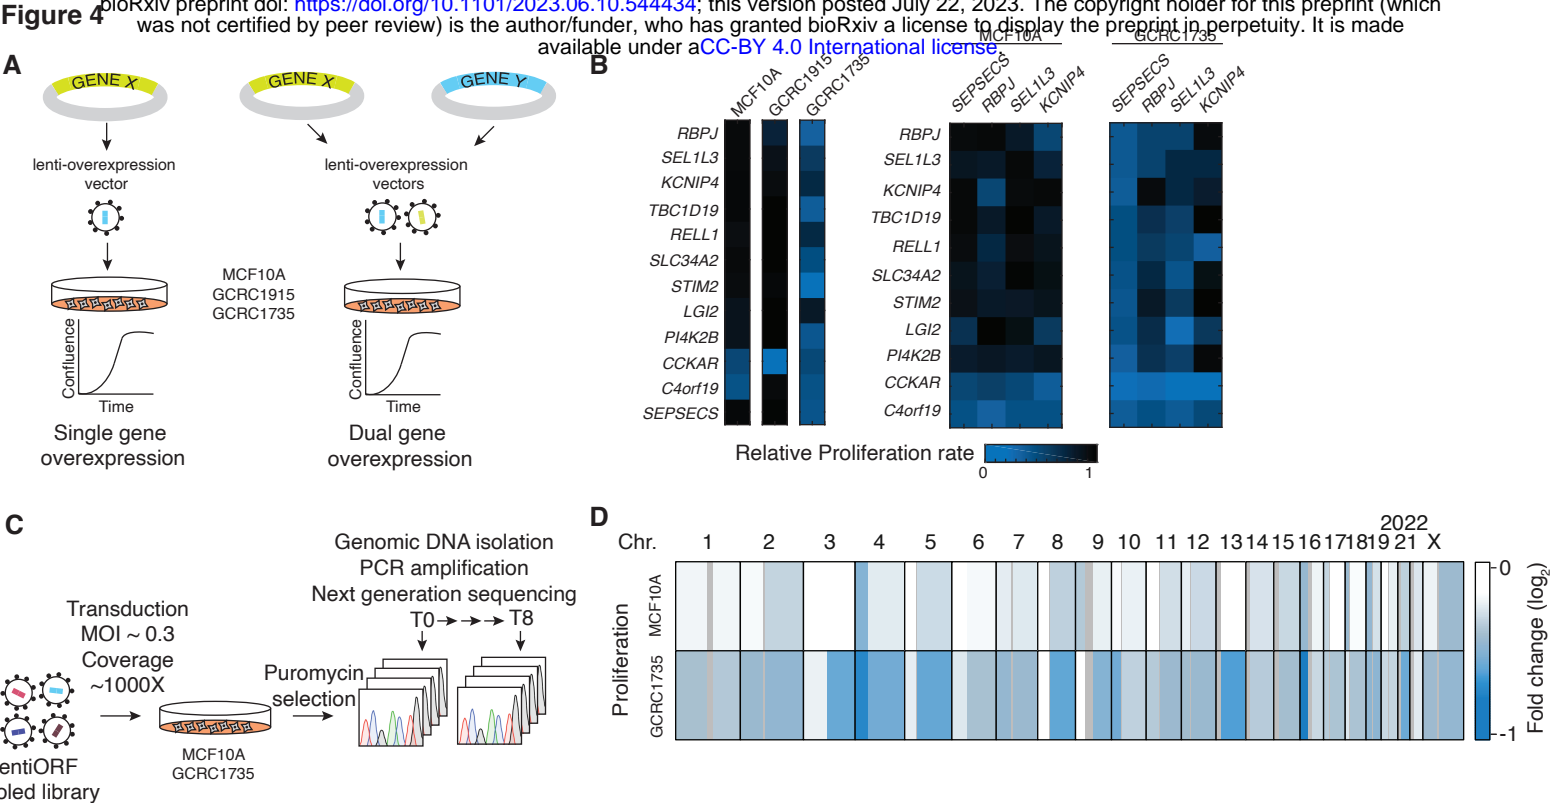 Figure 4
bioRxiv preprint doi: https://doi.org/10.1101/2023.06.10.544434; this version posted July 22, 2023. The copyright holder for this preprint (which
was not certified by peer review) is the author/funder, who has granted bioRxiv a license to display the preprint in perpetuity. It is made
available under aCC-BY 4.0 International license.
A
GENE X
GENE X
GENE Y
lenti-overexpression
vector
lenti-overexpression
vectors
MCF10A
GCRC1915
GCRC1735
Confluence
Time
Confluence
Time
Single gene
overexpression
Dual gene
overexpression
B
MCF10A
GCRC1915
GCRC1735
RBPJ
SEL1L3
KCNIP4
TBC1D19
RELL1
SLC34A2
STIM2
LGI2
PI4K2B
CCKAR
C4orf19
SEPSECS
MCF10A
SEPSECS
RBPJ
SEL1L3
KCNIP4
GCRC1735
SEPSECS
RBPJ
SEL1L3
KCNIP4
RBPJ
SEL1L3
KCNIP4
TBC1D19
RELL1
SLC34A2
STIM2
LGI2
PI4K2B
CCKAR
C4orf19
Relative Proliferation rate
0 1
C
Transduction
MOI ~ 0.3
Coverage
~1000X
entiORF
oled library
MCF10A
GCRC1735
Puromycin
selection
Genomic DNA isolation
PCR amplification
Next generation sequencing
T0 T8
D
Chr. 1 2 3 4 5 6 7 8 9 10 11 12 13 14 15 16 17 18 19 20 21 22 X
Proliferation
MCF10A
GCRC1735
0
-1
Fold change (log2)